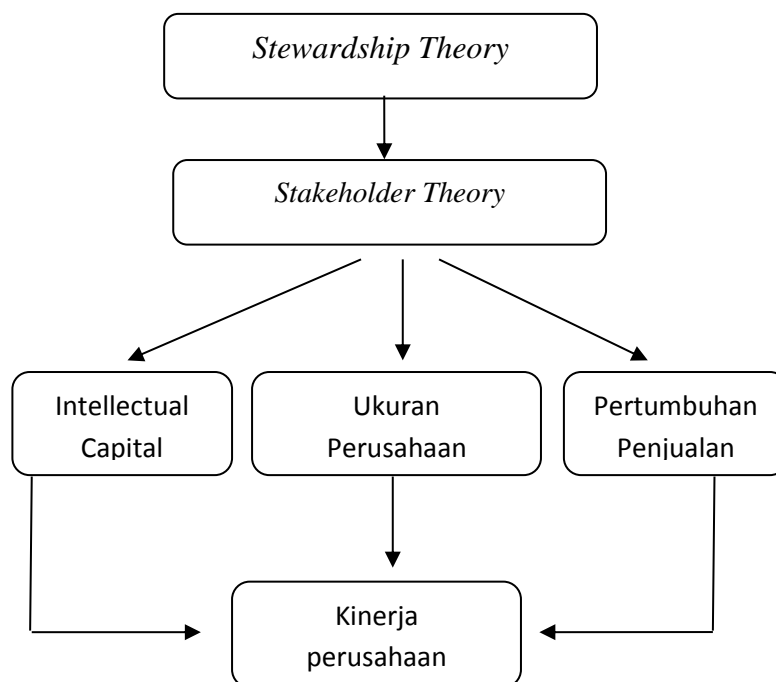 Stewardship Theory
Stakeholder Theory
Intellectual
Capital
Ukuran
Perusahaan
Pertumbuhan
Penjualan
Kinerja
perusahaan